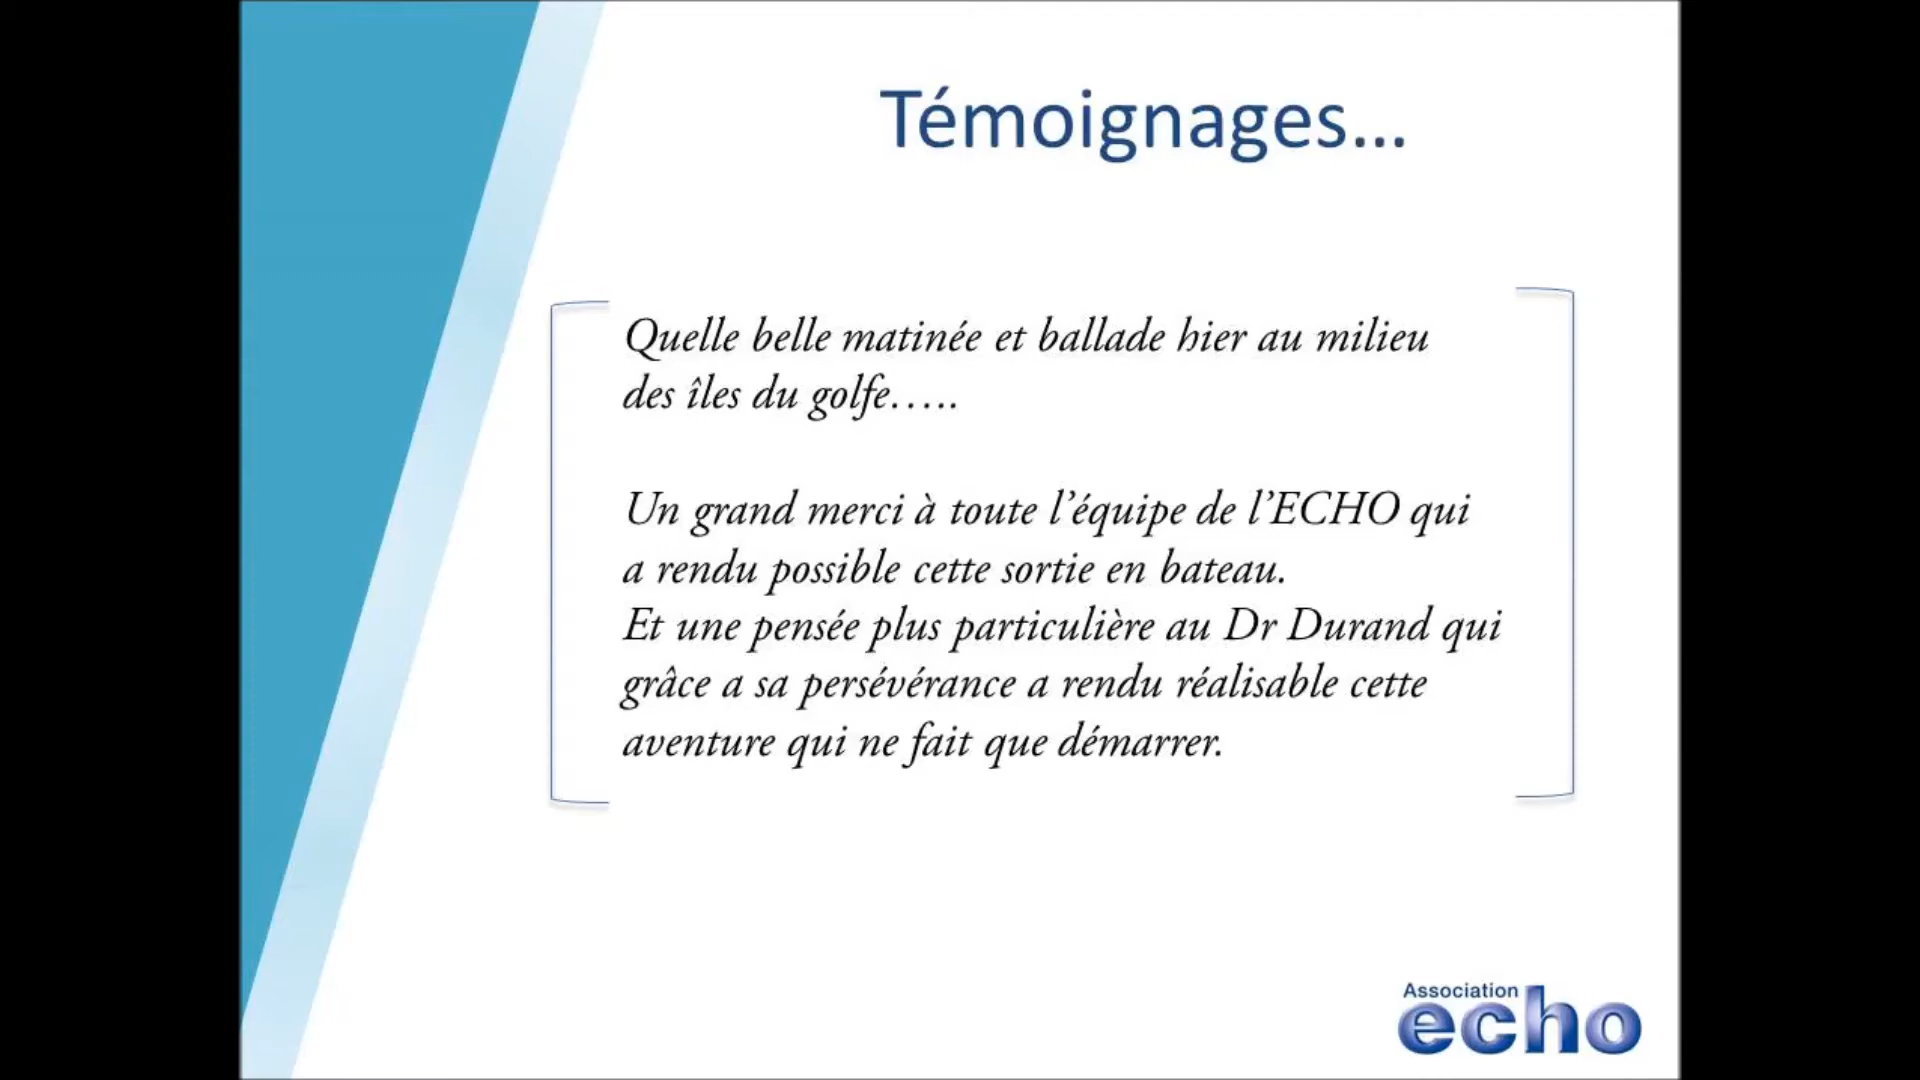 Témoignages...
Quelle belle matinée et ballade hier au milieu
des îles du golfe.....
Un grand merci à toute l’équipe de l’ECHO qui
a rendu possible cette sortie en bateau.
Et une pensée plus particulière au Dr Durand qui
grâce a sa persévérance a rendu réalisable cette
aventure qui ne fait que démarrer.
Association
echo